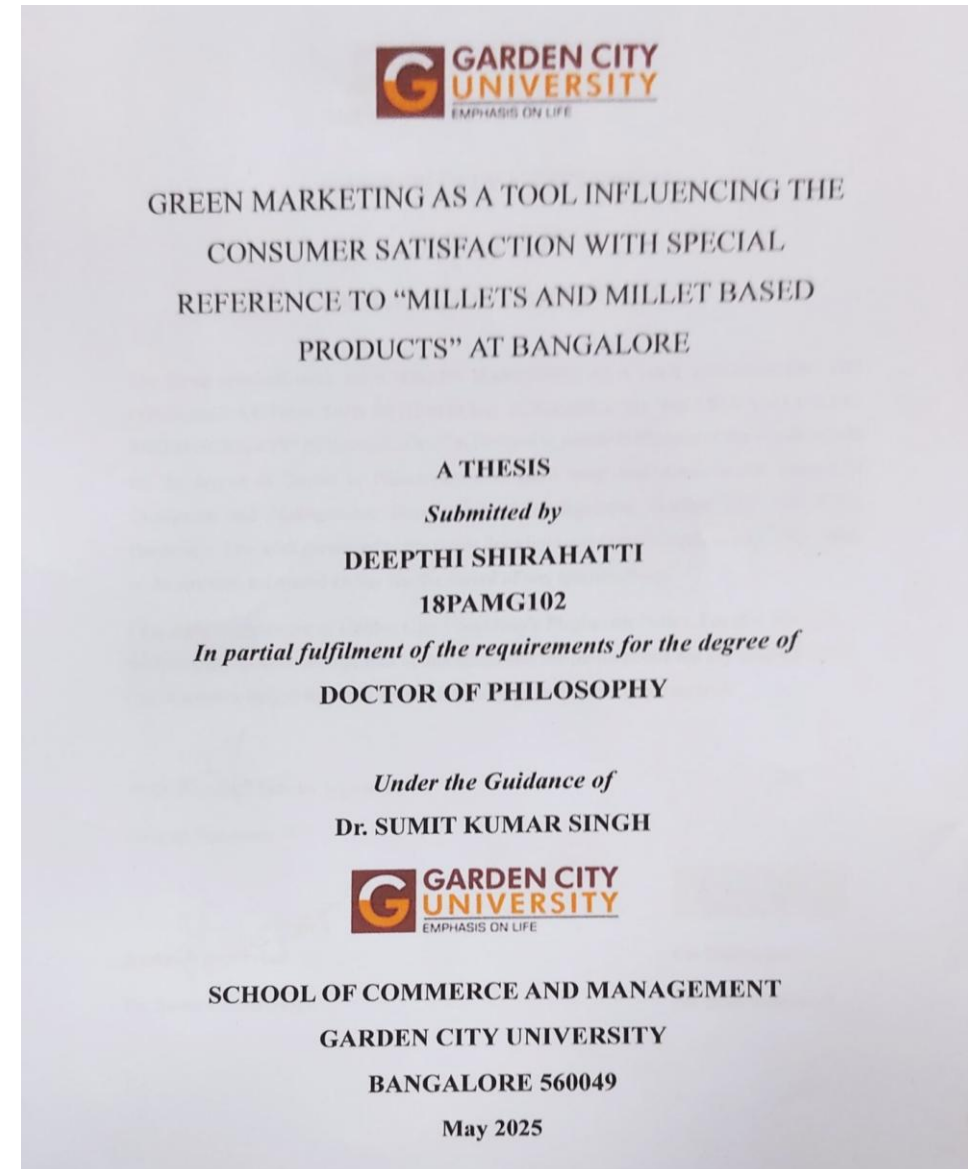 G GARDEN CITY
UNIVERSITY
EMPHASIS ON LIFE
GREEN MARKETING AS A TOOL INFLUENCING THE
CONSUMER SATISFACTION WITH SPECIAL
REFERENCE TO “MILLETS AND MILLET BASED
PRODUCTS” AT BANGALORE
A THESIS
Submitted by
DEEPTHI SHIRAHATTI
18PAMG102
In partial fulfilment of the requirements for the degree of
DOCTOR OF PHILOSOPHY
Under the Guidance of
Dr. SUMIT KUMAR SINGH
G GARDEN CITY
UNIVERSITY
EMPHASIS ON LIFE
SCHOOL OF COMMERCE AND MANAGEMENT
GARDEN CITY UNIVERSITY
BANGALORE 560049
May 2025